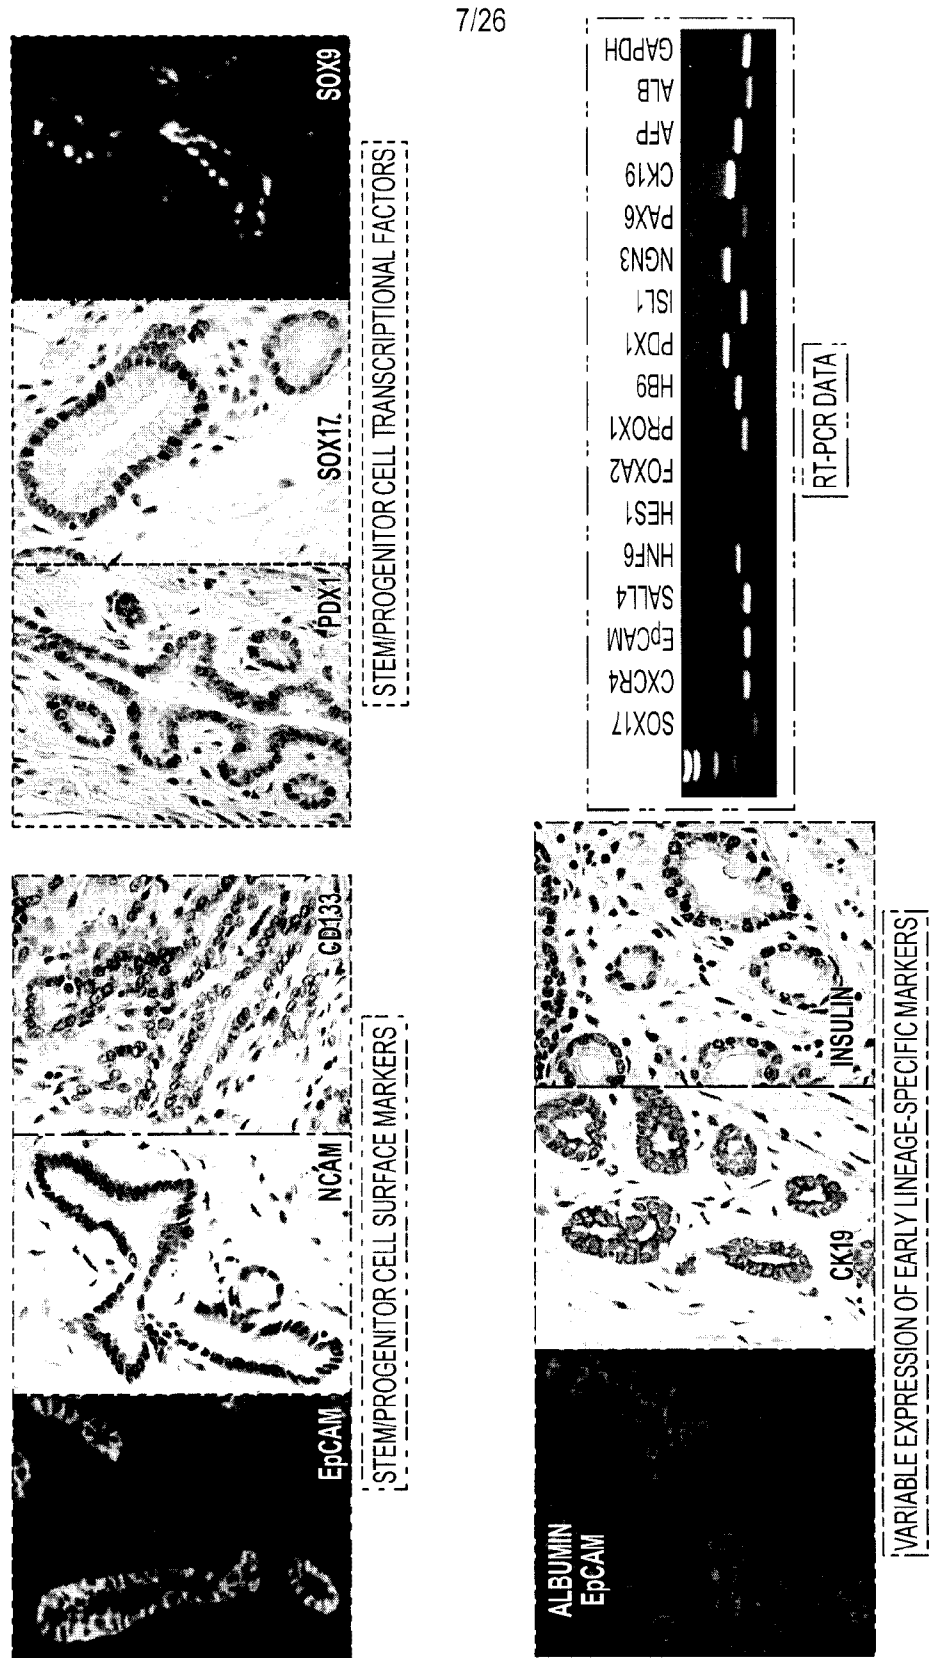 7/26
EpCAM
NCAM
CD133
STEM/PROGENITOR CELL SURFACE MARKERS
PDX1
SOX17
SOX9
STEM/PROGENITOR CELL TRANSCRIPTIONAL FACTORS
ALBUMIN
EpCAM
CK19
INSULIN
VARIABLE EXPRESSION OF EARLY LINEAGE-SPECIFIC MARKERS
SOX17
CXCR4
EpCAM
SALL4
HNF6
HES1
FOXA2
PROX1
HB9
PDX1
ISL1
NGN3
PAX6
CK19
AFP
ALB
GAPDH
RT-PCR DATA